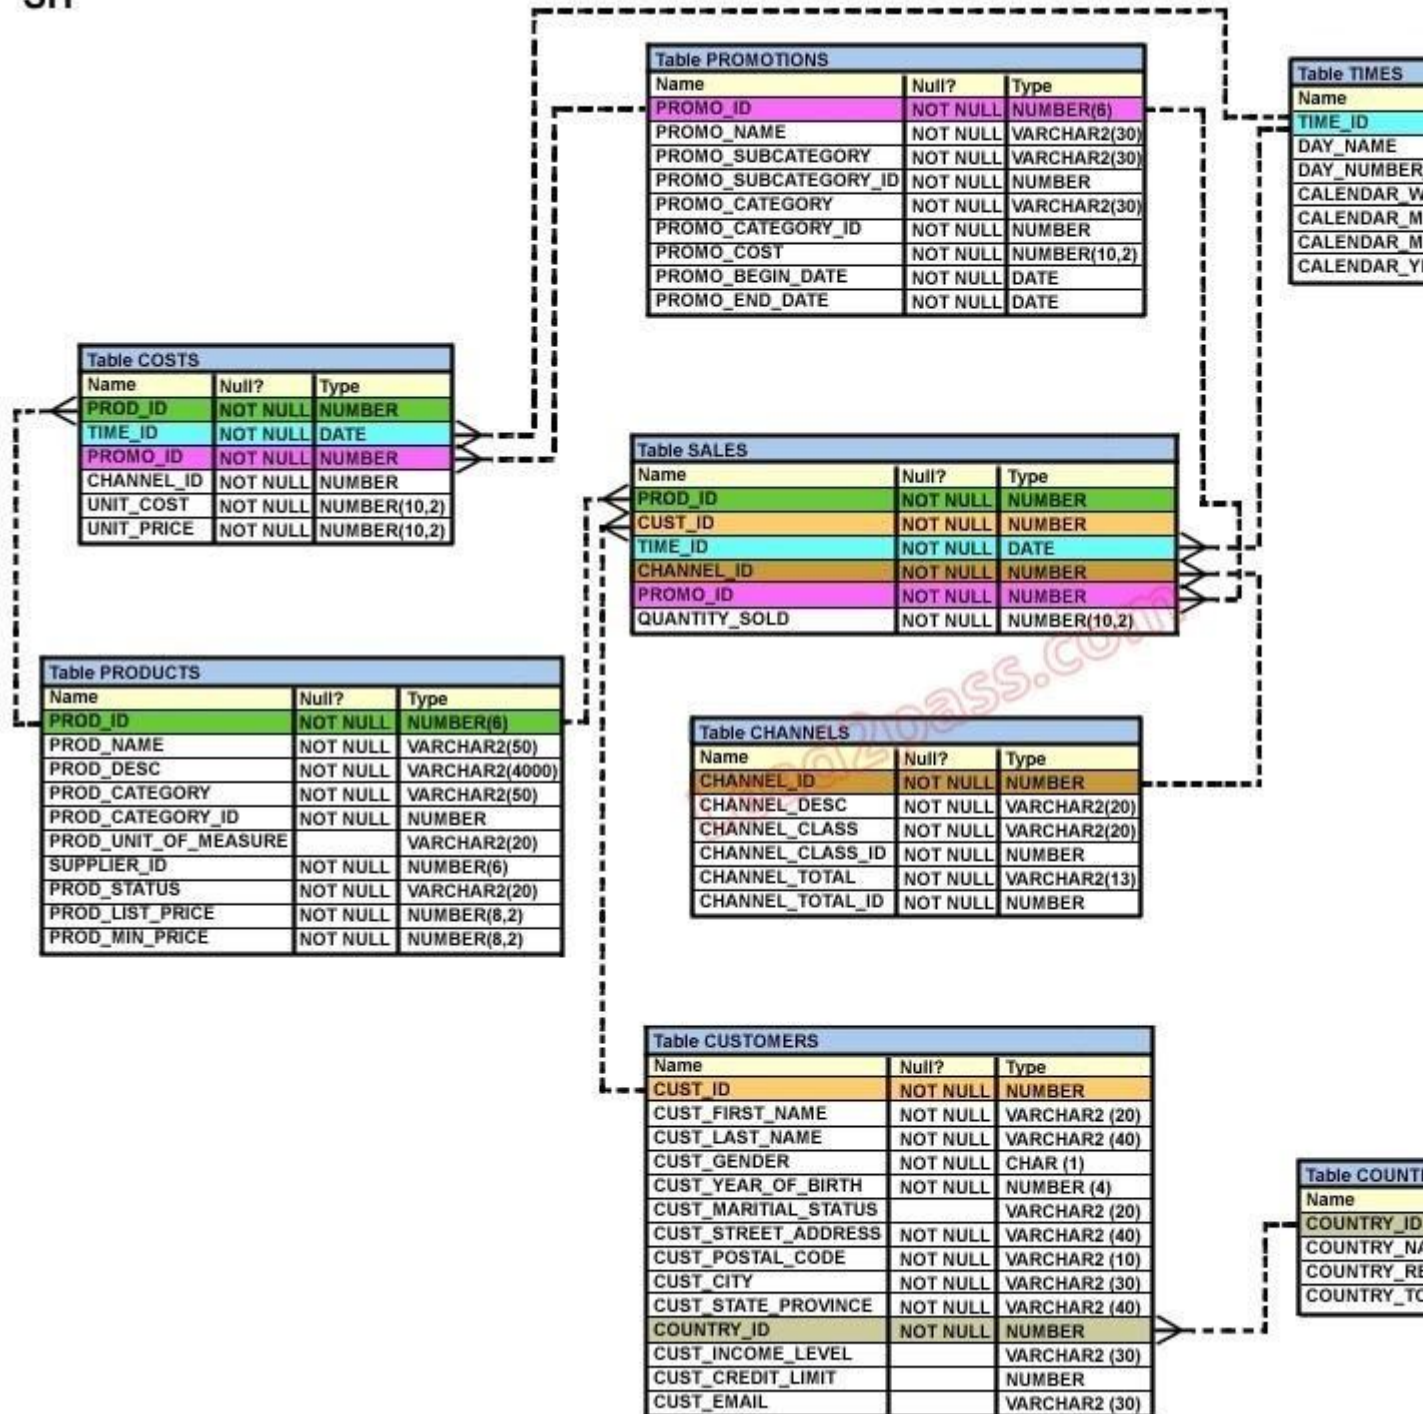 SH
Table PROMOTIONS
Name Null? Type
PROMO_ID NOT NULL NUMBER(6)
PROMO_NAME NOT NULL VARCHAR2(30)
PROMO_SUBCATEGORY NOT NULL VARCHAR2(30)
PROMO_SUBCATEGORY_ID NOT NULL NUMBER
PROMO_CATEGORY NOT NULL VARCHAR2(30)
PROMO_CATEGORY_ID NOT NULL NUMBER
PROMO_COST NOT NULL NUMBER(10,2)
PROMO_BEGIN_DATE NOT NULL DATE
PROMO_END_DATE NOT NULL DATE
Table TIMES
Name
TIME_ID
DAY_NAME
DAY_NUMBER
CALENDAR_W
CALENDAR_M
CALENDAR_M
CALENDAR_Y
Table COSTS
Name Null? Type
PROD_ID NOT NULL NUMBER
TIME_ID NOT NULL DATE
PROMO_ID NOT NULL NUMBER
CHANNEL_ID NOT NULL NUMBER
UNIT_COST NOT NULL NUMBER(10,2)
UNIT_PRICE NOT NULL NUMBER(10,2)
Table SALES
Name Null? Type
PROD_ID NOT NULL NUMBER
CUST_ID NOT NULL NUMBER
TIME_ID NOT NULL DATE
CHANNEL_ID NOT NULL NUMBER
PROMO_ID NOT NULL NUMBER
QUANTITY_SOLD NOT NULL NUMBER(10,2)
Table PRODUCTS
Name Null? Type
PROD_ID NOT NULL NUMBER(6)
PROD_NAME NOT NULL VARCHAR2(50)
PROD_DESC NOT NULL VARCHAR2(4000)
PROD_CATEGORY NOT NULL VARCHAR2(50)
PROD_CATEGORY_ID NOT NULL NUMBER
PROD_UNIT_OF_MEASURE VARCHAR2(20)
SUPPLIER_ID NOT NULL NUMBER(6)
PROD_STATUS NOT NULL VARCHAR2(20)
PROD_LIST_PRICE NOT NULL NUMBER(8,2)
PROD_MIN_PRICE NOT NULL NUMBER(8,2)
Table CHANNELS
Name Null? Type
CHANNEL_ID NOT NULL NUMBER
CHANNEL_DESC NOT NULL VARCHAR2(20)
CHANNEL_CLASS NOT NULL VARCHAR2(20)
CHANNEL_CLASS_ID NOT NULL NUMBER
CHANNEL_TOTAL NOT NULL VARCHAR2(13)
CHANNEL_TOTAL_ID NOT NULL NUMBER
Table CUSTOMERS
Name Null? Type
CUST_ID NOT NULL NUMBER
CUST_FIRST_NAME NOT NULL VARCHAR2 (20)
CUST_LAST_NAME NOT NULL VARCHAR2 (40)
CUST_GENDER NOT NULL CHAR (1)
CUST_YEAR_OF_BIRTH NOT NULL NUMBER (4)
CUST_MARITIAL_STATUS VARCHAR2 (20)
CUST_STREET_ADDRESS NOT NULL VARCHAR2 (40)
CUST_POSTAL_CODE NOT NULL VARCHAR2 (10)
CUST_CITY NOT NULL VARCHAR2 (30)
CUST_STATE_PROVINCE NOT NULL VARCHAR2 (40)
COUNTRY_ID NOT NULL NUMBER
CUST_INCOME_LEVEL VARCHAR2 (30)
CUST_CREDIT_LIMIT NUMBER
CUST_EMAIL VARCHAR2 (30)
Table COUNT
Name
COUNTRY_ID
COUNTRY_NA
COUNTRY_RE
COUNTRY_TO